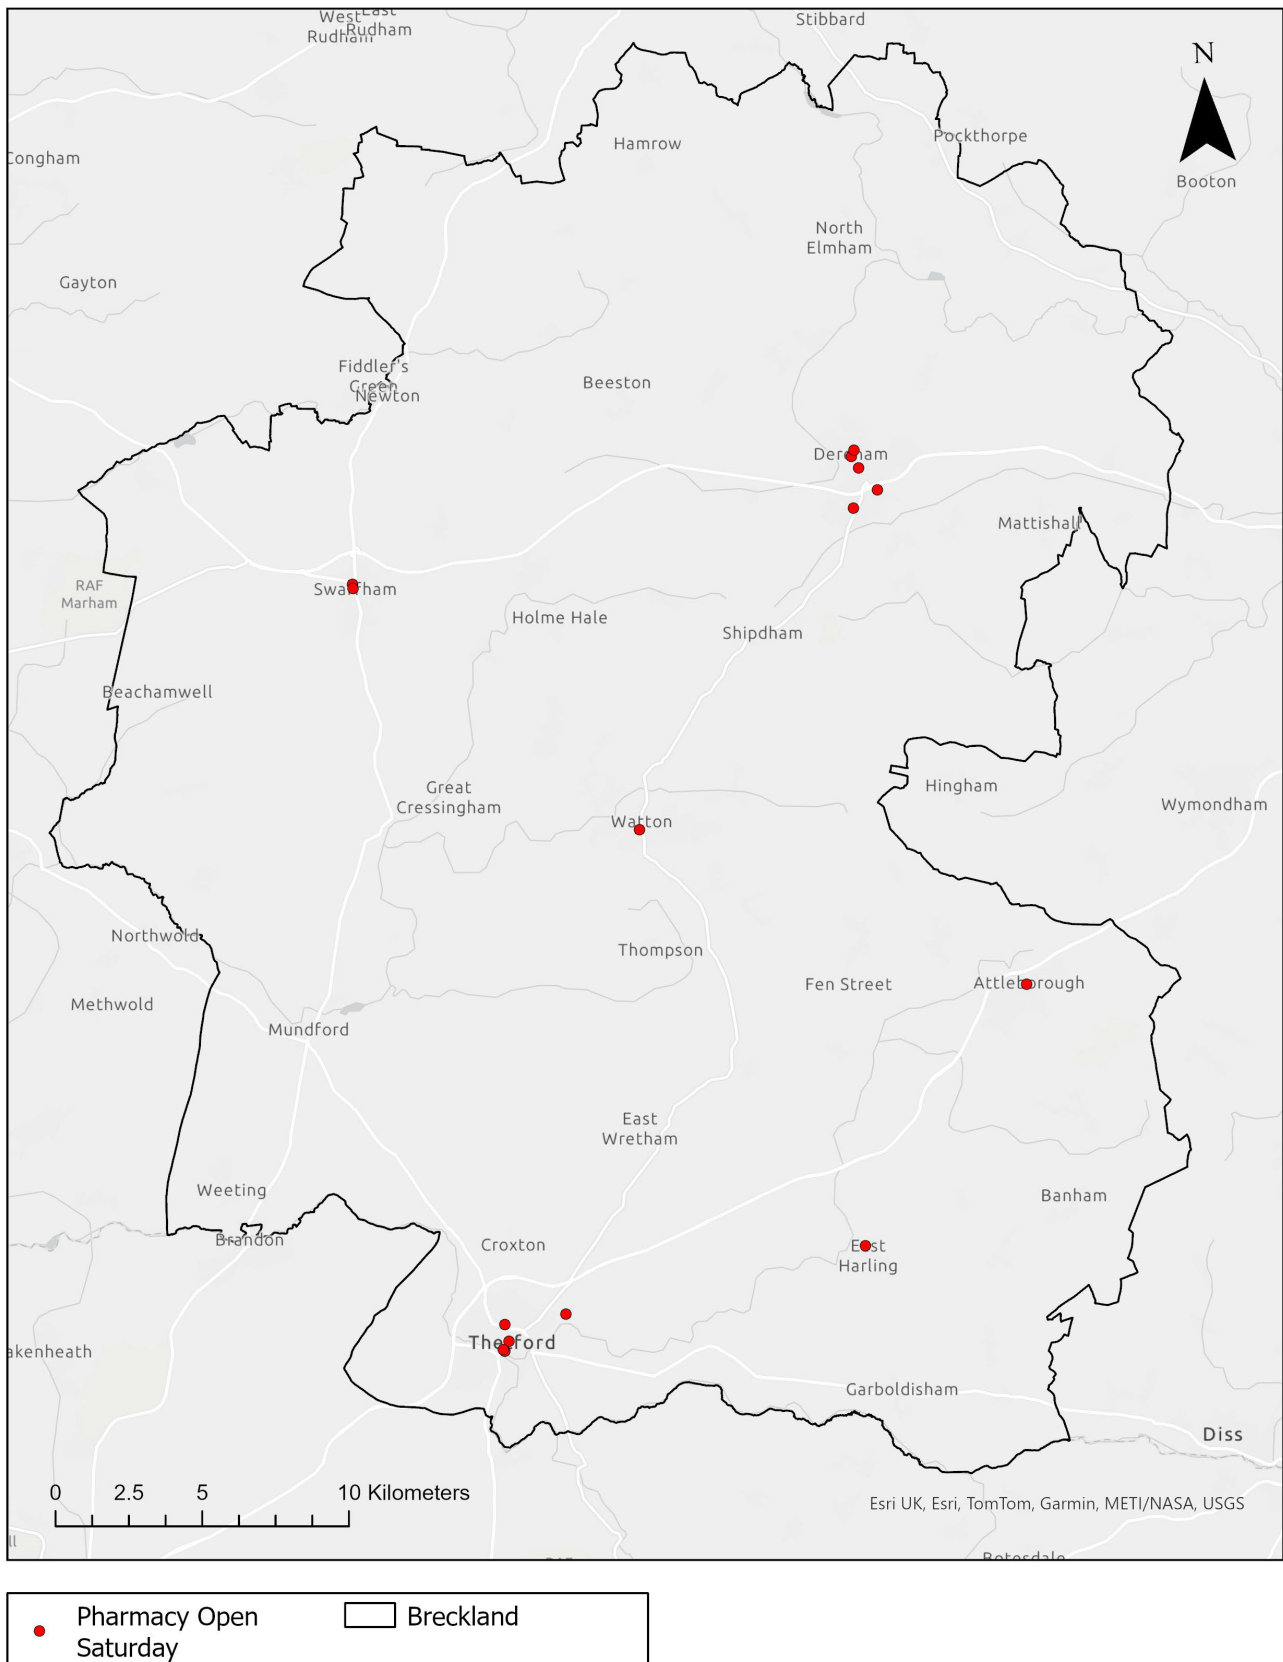 West
East
Rudham
Rudham
Stibbard
N
Hamrow
Pockthorpe
Congham
Booton
North
Elmham
Gayton
Fiddler's
Green
Newton
Beeston
Dereham
Mattishall
RAF
Marham
Swaffham
Holme Hale
Shipdham
Beachamwell
Great
Cressingham
Hingham
Wymondham
Watton
Northwold
Thompson
Fen Street
Attleborough
Methwold
Mundford
East
Wretham
Weeting
Banham
Brandon
Croxton
East
Harling
Thetford
akenheath
Garboldisham
Diss
0 2.5 5 10 Kilometers
Esri UK, Esri, TomTom, Garmin, METI/NASA, USGS
Botesdale
Pharmacy Open
Saturday
Breckland